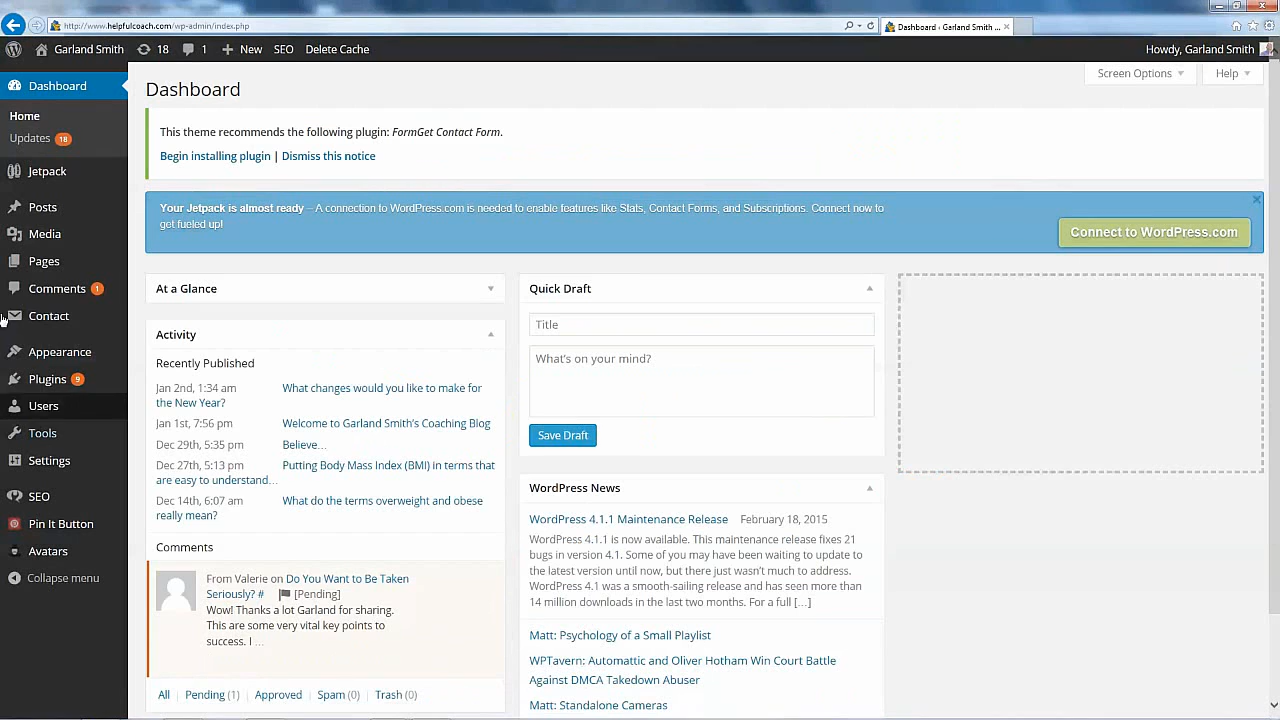 http://www.helpfulcoach.com/wp-admin/index.php
Dashboard ‹ Garland Smith ...
Garland Smith
18
1
New
SEO
Delete Cache
Howdy, Garland Smith
Dashboard
Home
Updates 18
Jetpack
Posts
Media
Pages
Comments 1
Contact
Appearance
Plugins 9
Users
Tools
Settings
SEO
Pin It Button
Avatars
Collapse menu
Dashboard
Screen Options
Help
This theme recommends the following plugin: FormGet Contact Form.
Begin installing plugin | Dismiss this notice
Your Jetpack is almost ready – A connection to WordPress.com is needed to enable features like Stats, Contact Forms, and Subscriptions. Connect now to
get fueled up!
Connect to WordPress.com
At a Glance
Activity
Recently Published
Jan 2nd, 1:34 am What changes would you like to make for
the New Year?
Jan 1st, 7:56 pm Welcome to Garland Smith's Coaching Blog
Dec 29th, 5:35 pm Believe…
Dec 27th, 5:13 pm Putting Body Mass Index (BMI) in terms that
are easy to understand…
Dec 14th, 6:07 am What do the terms overweight and obese
really mean?
Comments
From Valerie on Do You Want to Be Taken
Seriously? # [Pending]
Wow! Thanks a lot Garland for sharing.
This are some very vital key points to
success. I …
All | Pending (1) | Approved | Spam (0) | Trash (0)
Quick Draft
Title
What's on your mind?
Save Draft
WordPress News
WordPress 4.1.1 Maintenance Release February 18, 2015
WordPress 4.1.1 is now available. This maintenance release fixes 21
bugs in version 4.1. Some of you may have been waiting to update to
the latest version until now, but there just wasn't much to address.
WordPress 4.1 was a smooth-sailing release and has seen more than
14 million downloads in the last two months. For a full […]
Matt: Psychology of a Small Playlist
WPTavern: Automattic and Oliver Hotham Win Court Battle
Against DMCA Takedown Abuser
Matt: Standalone Cameras